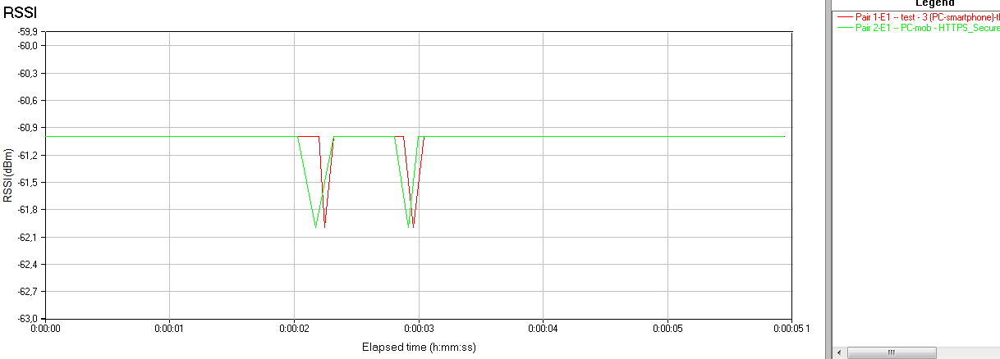 RSSI
Legend
Pair 1-E1 -- test - 3 (PC-smartphone)-t
Pair 2-E1 -- PC-mob - HTTPS_Secure
-59,9
-60,0
-60,3
-60,6
-60,9
-61,2
-61,5
-61,8
-62,1
-62,4
-62,7
-63,0
RSSI (dBm)
0:00:00 0:00:01 0:00:02 0:00:03 0:00:04 0:00:05 0:00:05 1
Elapsed time (h:mm:ss)